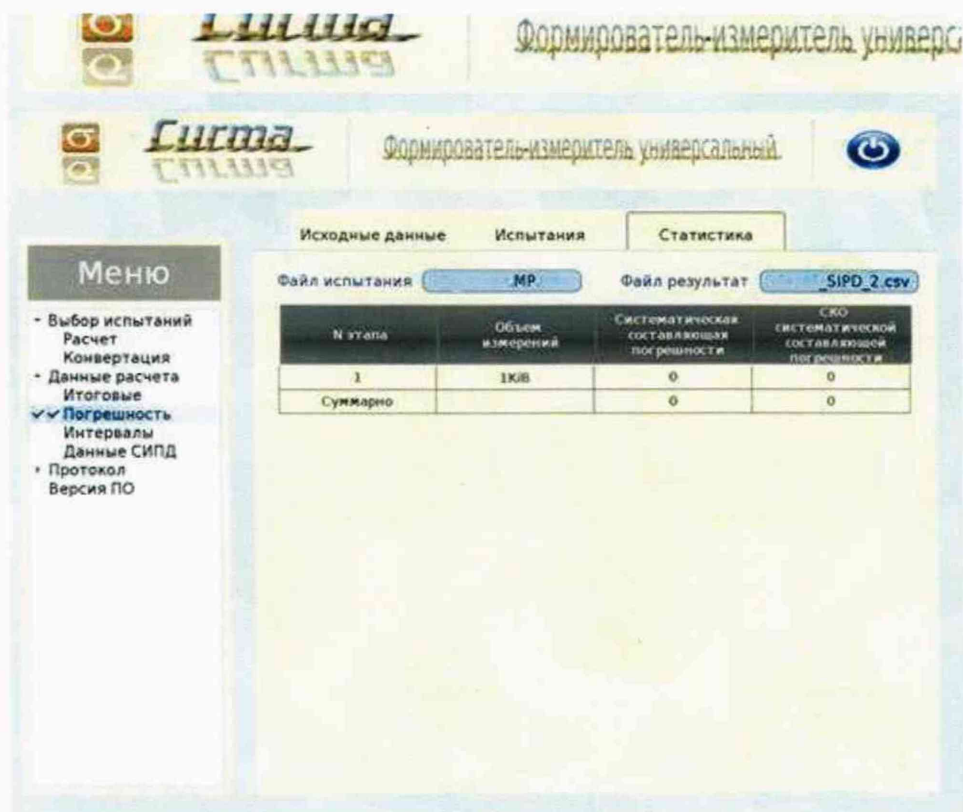 Сигма
Формирователь-измеритель универс
Сигма
Формирователь-измеритель универсальный
Исходные данные Испытания Статистика
Меню
Файл испытания .MP. Файл результат _SIPD_2.csv
Выбор испытаний
Расчет
Конвертация
Данные расчета
Итоговые
Погрешность
Интервалы
Данные СИПД
Протокол
Версия ПО
N этапа
Объем
измерений
Систематическая
составляющая
погрешности
СКО
систематической
составляющей
погрешности
1 1KiB 0 0
Суммарно 0 0